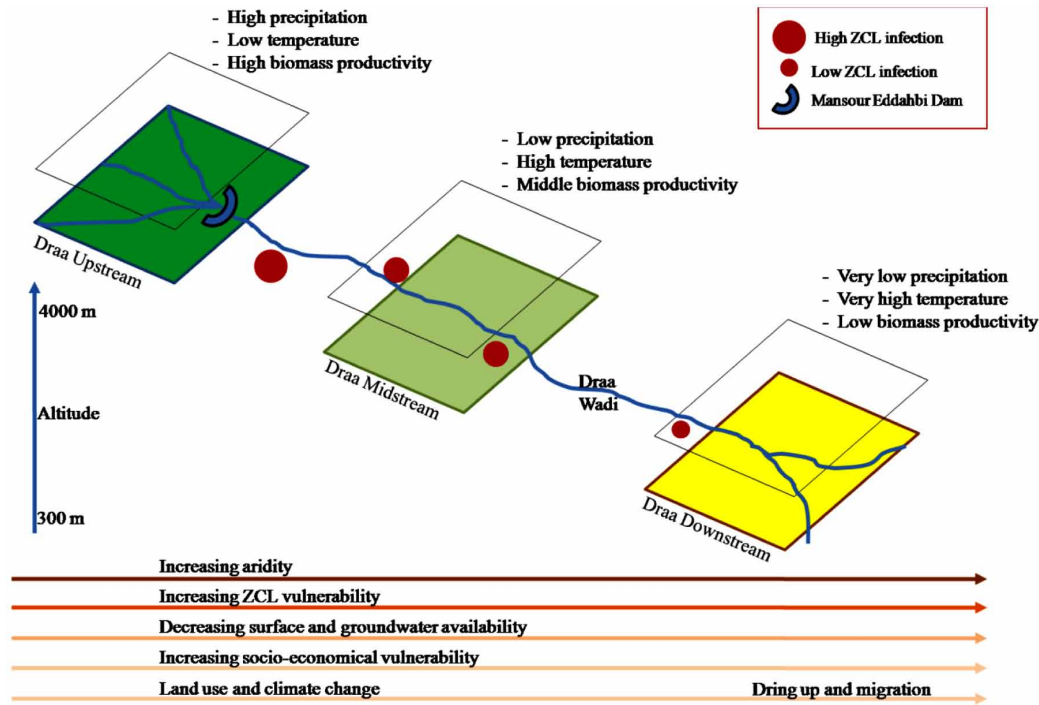 - High precipitation
- Low temperature
- High biomass productivity
High ZCL infection
Low ZCL infection
Mansour Eddahbi Dam
- Low precipitation
- High temperature
- Middle biomass productivity
Draa Upstream
- Very low precipitation
- Very high temperature
- Low biomass productivity
4000 m
Draa Midstream
Draa
Wadi
Altitude
300 m
Draa Downstream
Increasing aridity
Increasing ZCL vulnerability
Decreasing surface and groundwater availability
Increasing socio-economical vulnerability
Land use and climate change
Dring up and migration